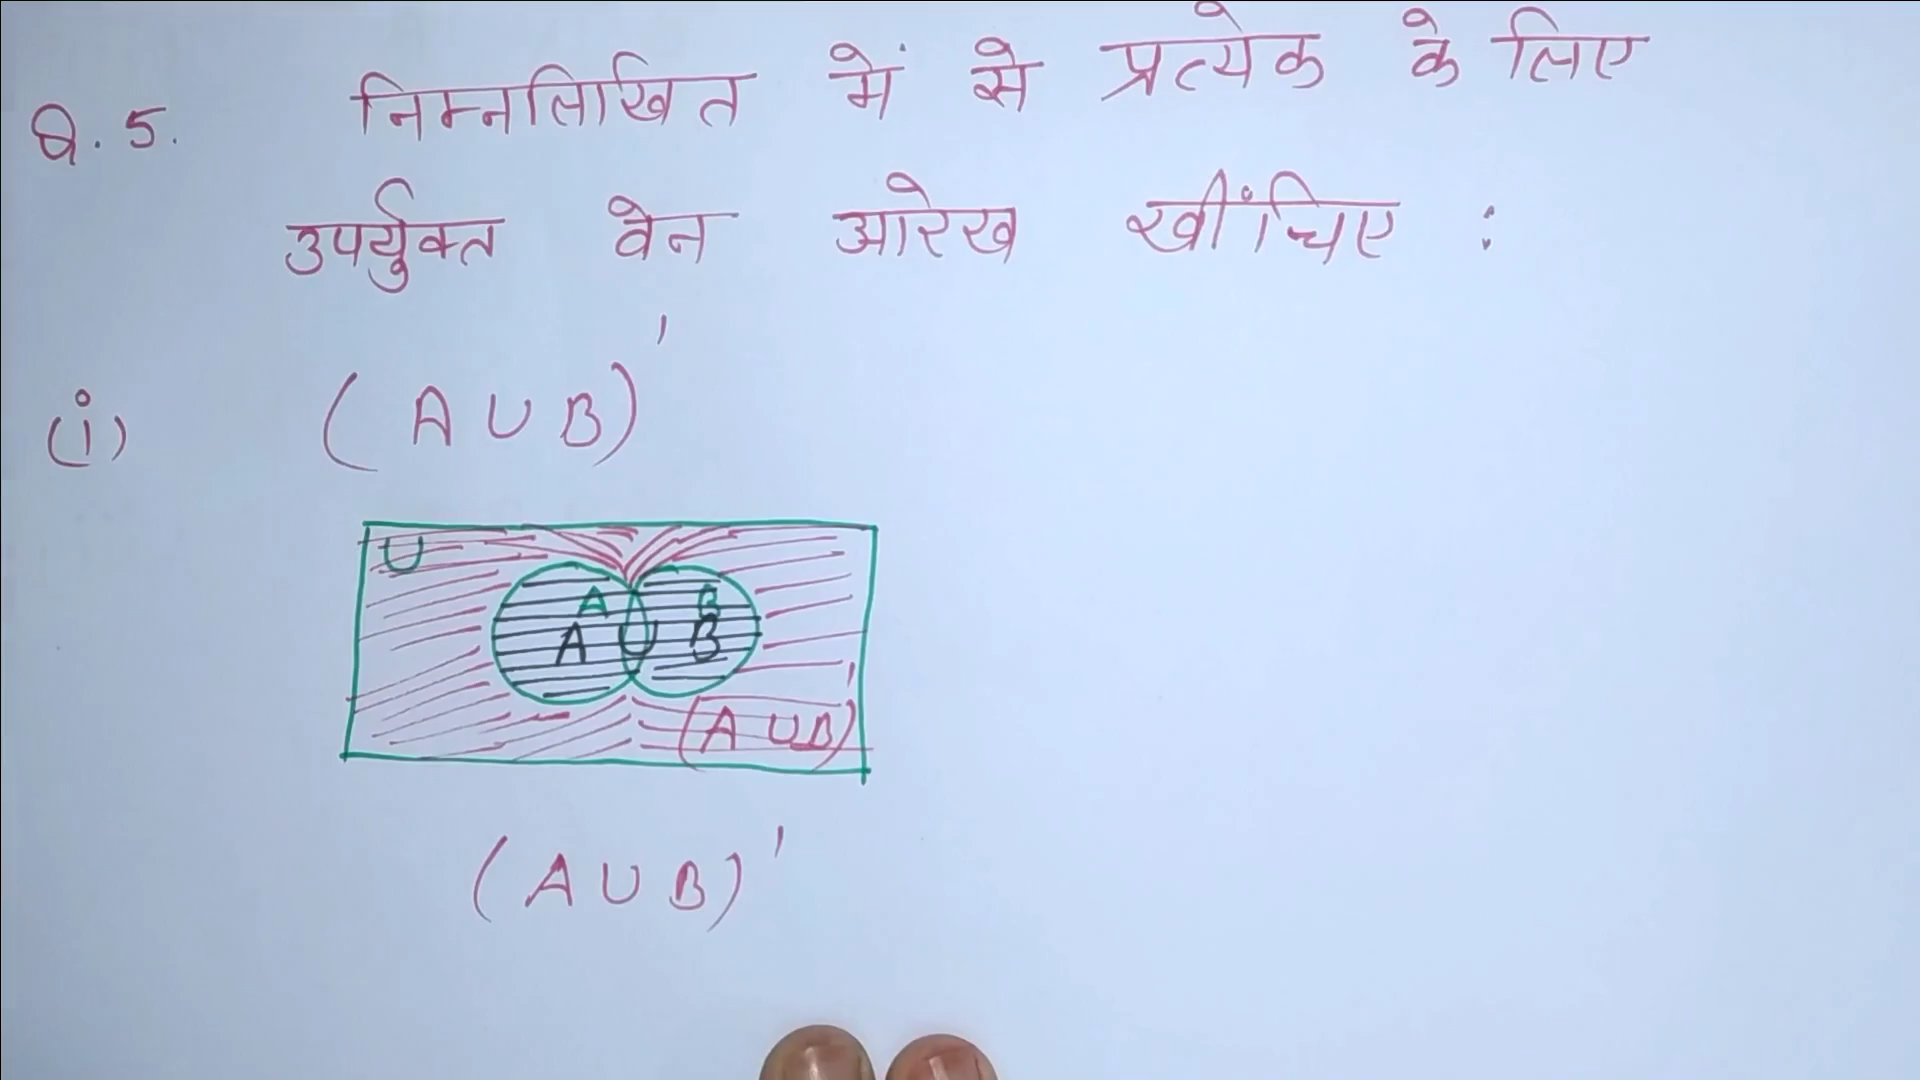 Q.5. निम्नलिखित में से प्रत्येक के लिए
उपर्युक्त वेन आरेख खींचिए :
(i) (A ∪ B)'
U
A B
A ∪ B
(A ∪ B)'
(A ∪ B)'